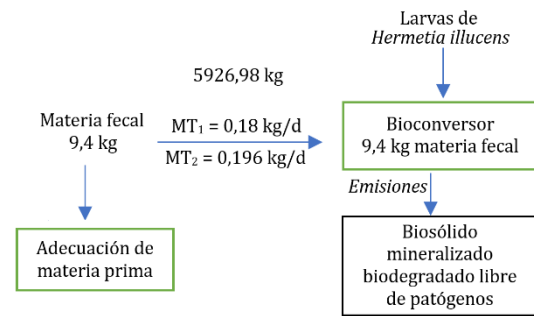 Larvas de
Hermetia illucens
5926,98 kg
Materia fecal
9,4 kg
MT₁ = 0,18 kg/d
MT₂ = 0,196 kg/d
Bioconversor
9,4 kg materia fecal
Emisiones
Adecuación de
materia prima
Biosólido
mineralizado
biodegradado libre
de patógenos